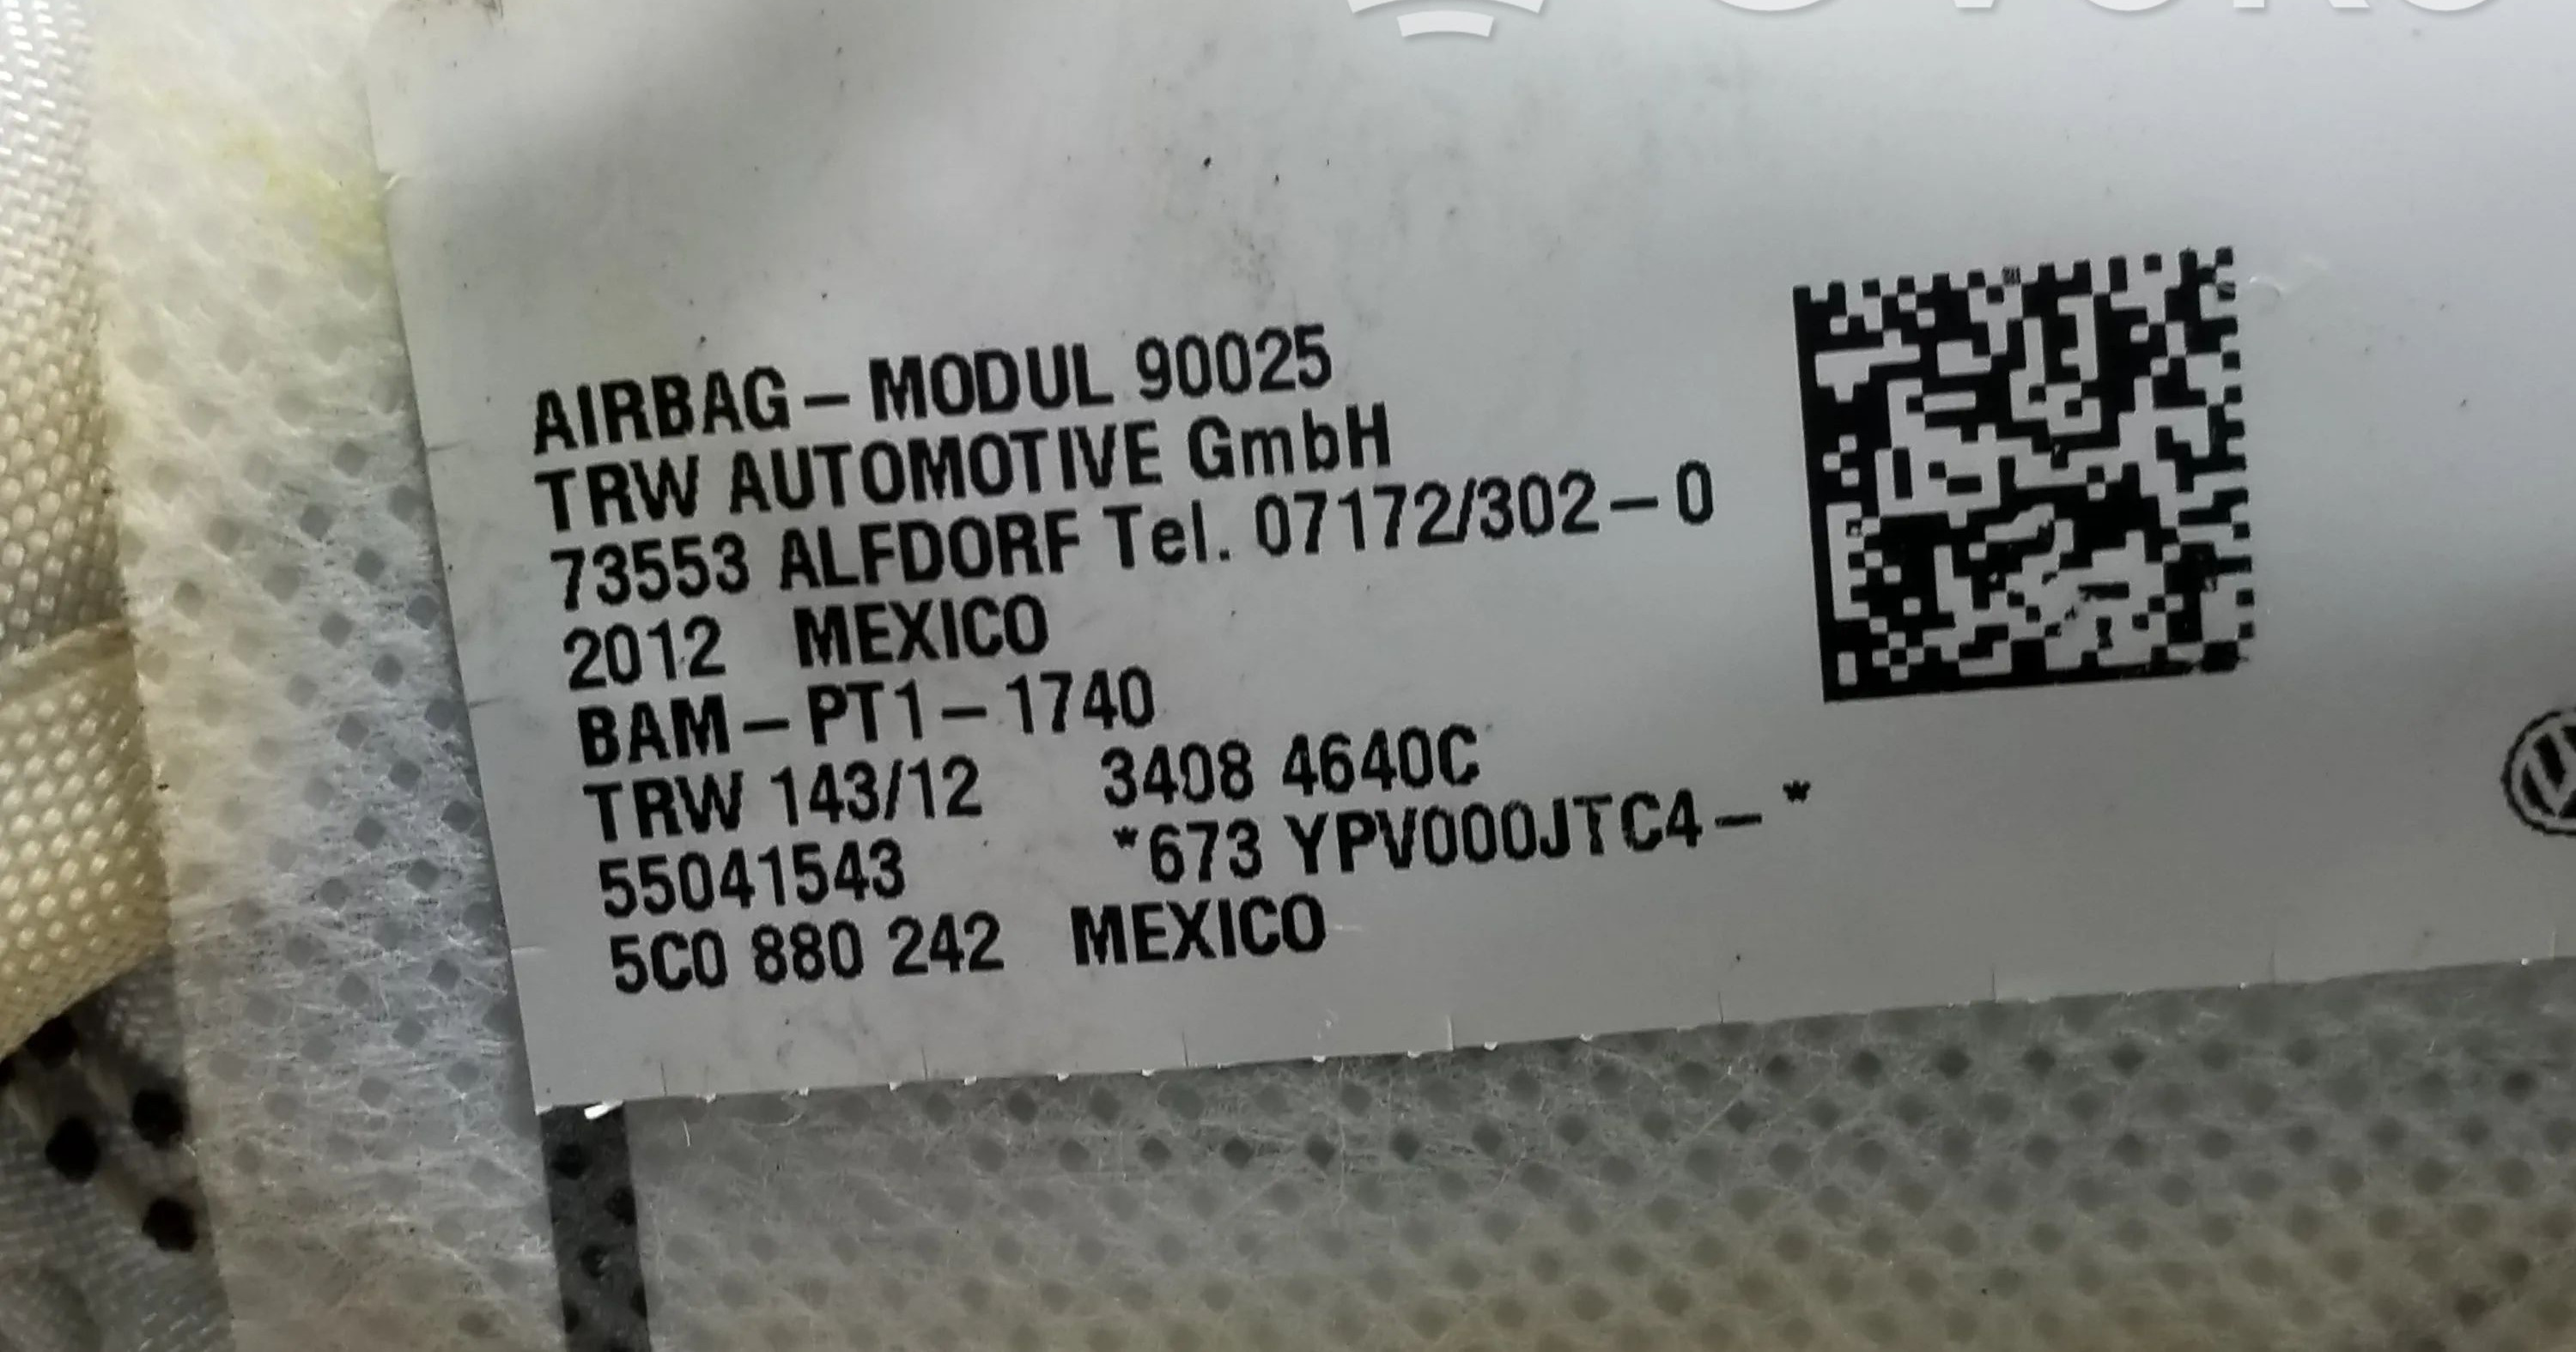 AIRBAG – MODUL 90025
TRW AUTOMOTIVE GmbH
73553 ALFDORF Tel. 07172/302 – 0
2012 MEXICO
BAM – PT1 – 1740
TRW 143/12 3408 4640C
55041543 *673 YPV000JTC4 – *
5C0 880 242 MEXICO